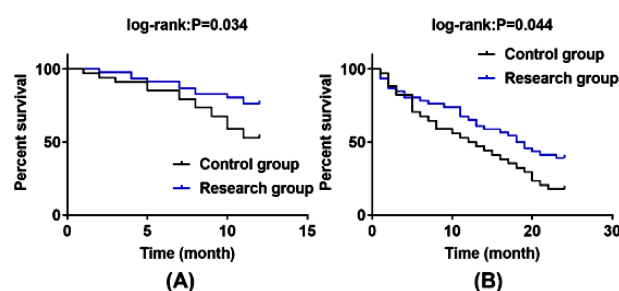 log-rank:P=0.034
Percent survival
100
50
0
0 5 10 15
Time (month)
Control group
Research group
(A)
log-rank:P=0.044
Percent survival
100
50
0
0 10 20 30
Time (month)
Control group
Research group
(B)